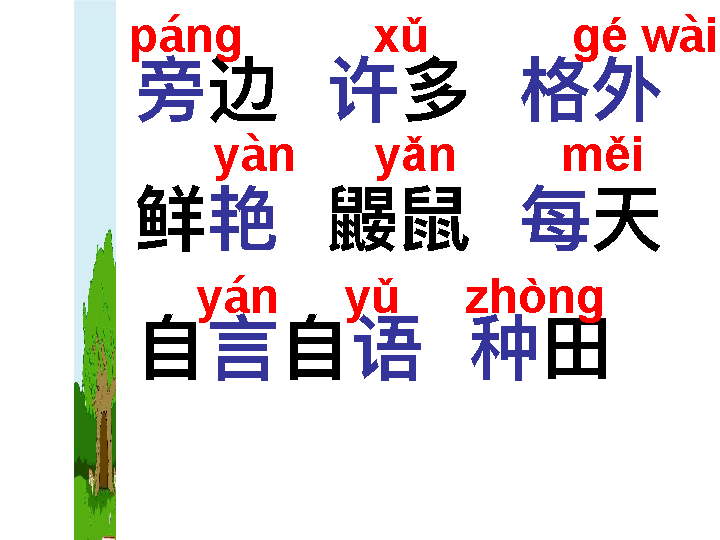 páng xǔ gé wài
旁边 许多 格外
yàn yǎn měi
鲜艳 鼹鼠 每天
yán yǔ zhòng
自言自语 种田